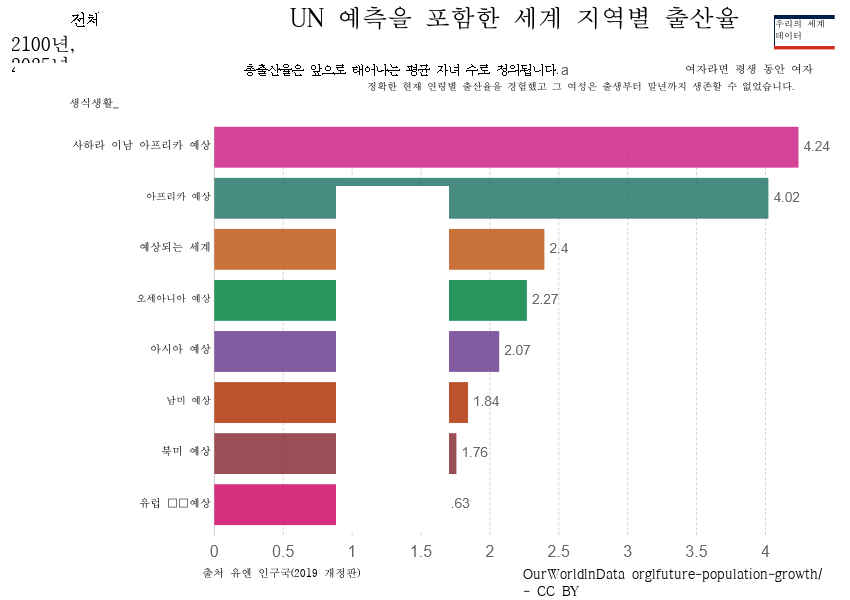 UN 예측을 포함한 세계 지역별 출산율
전체
2100년,
우리의 세계
데이터
총출산율은 앞으로 태어나는 평균 자녀 수로 정의됩니다.a
여자라면 평생 동안 여자
정확한 현재 연령별 출산율을 경험했고 그 여성은 출생부터 말년까지 생존할 수 없었습니다.
생식생활_
사하라 이남 아프리카 예상 4.24
아프리카 예상 4.02
예상되는 세계 2.4
오세아니아 예상 2.27
아시아 예상 2.07
남미 예상 1.84
북미 예상 1.76
유럽 □□예상 .63
0 0.5 1 1.5 2 2.5 3 3.5 4
출처 유엔 인구국(2019 개정판)
OurWorldInData orglfuture-population-growth/
- CC BY